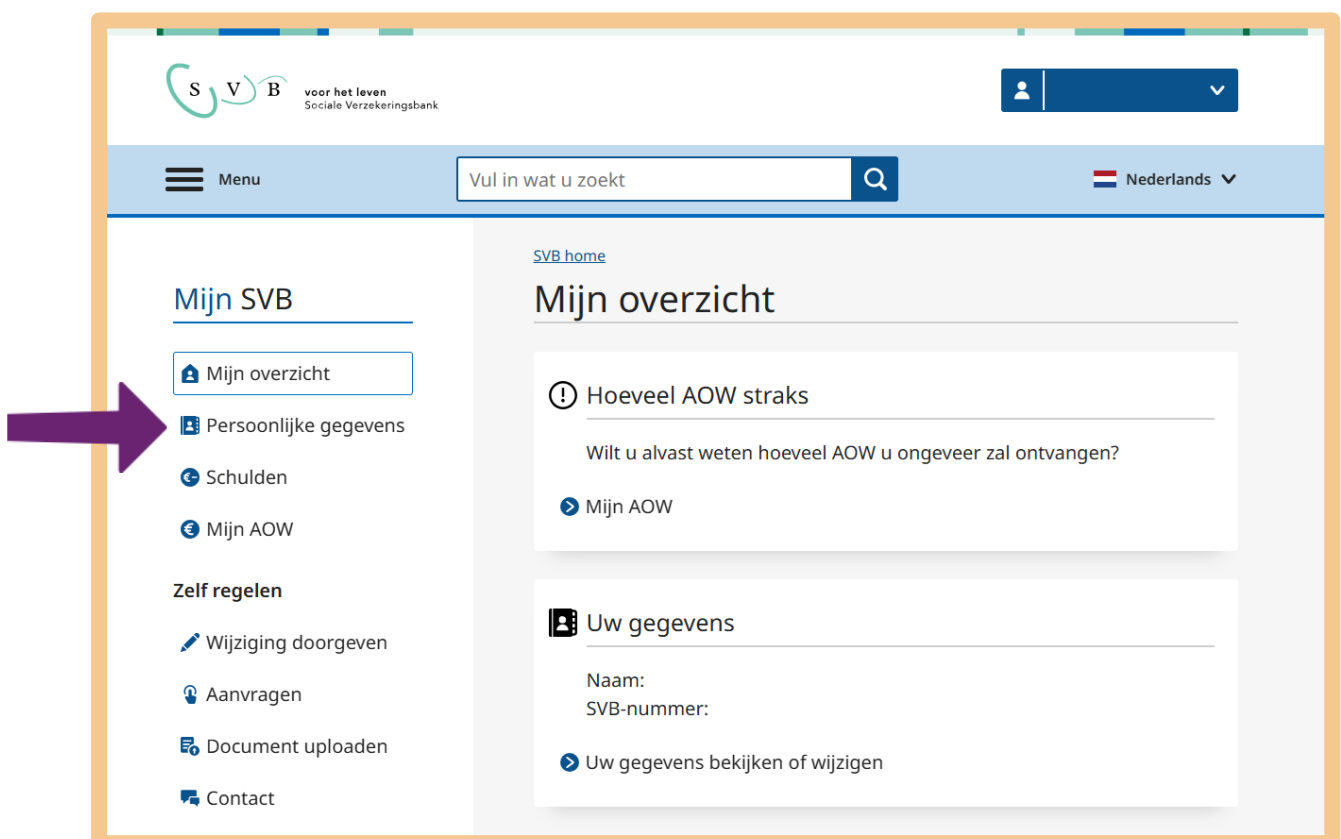 S V B
voor het leven
Sociale Verzekeringsbank
Menu
Vul in wat u zoekt
Nederlands
SVB home
Mijn SVB
Mijn overzicht
Mijn overzicht
Persoonlijke gegevens
Schulden
Mijn AOW
Zelf regelen
Wijziging doorgeven
Aanvragen
Document uploaden
Contact
Hoeveel AOW straks
Wilt u alvast weten hoeveel AOW u ongeveer zal ontvangen?
Mijn AOW
Uw gegevens
Naam:
SVB-nummer:
Uw gegevens bekijken of wijzigen